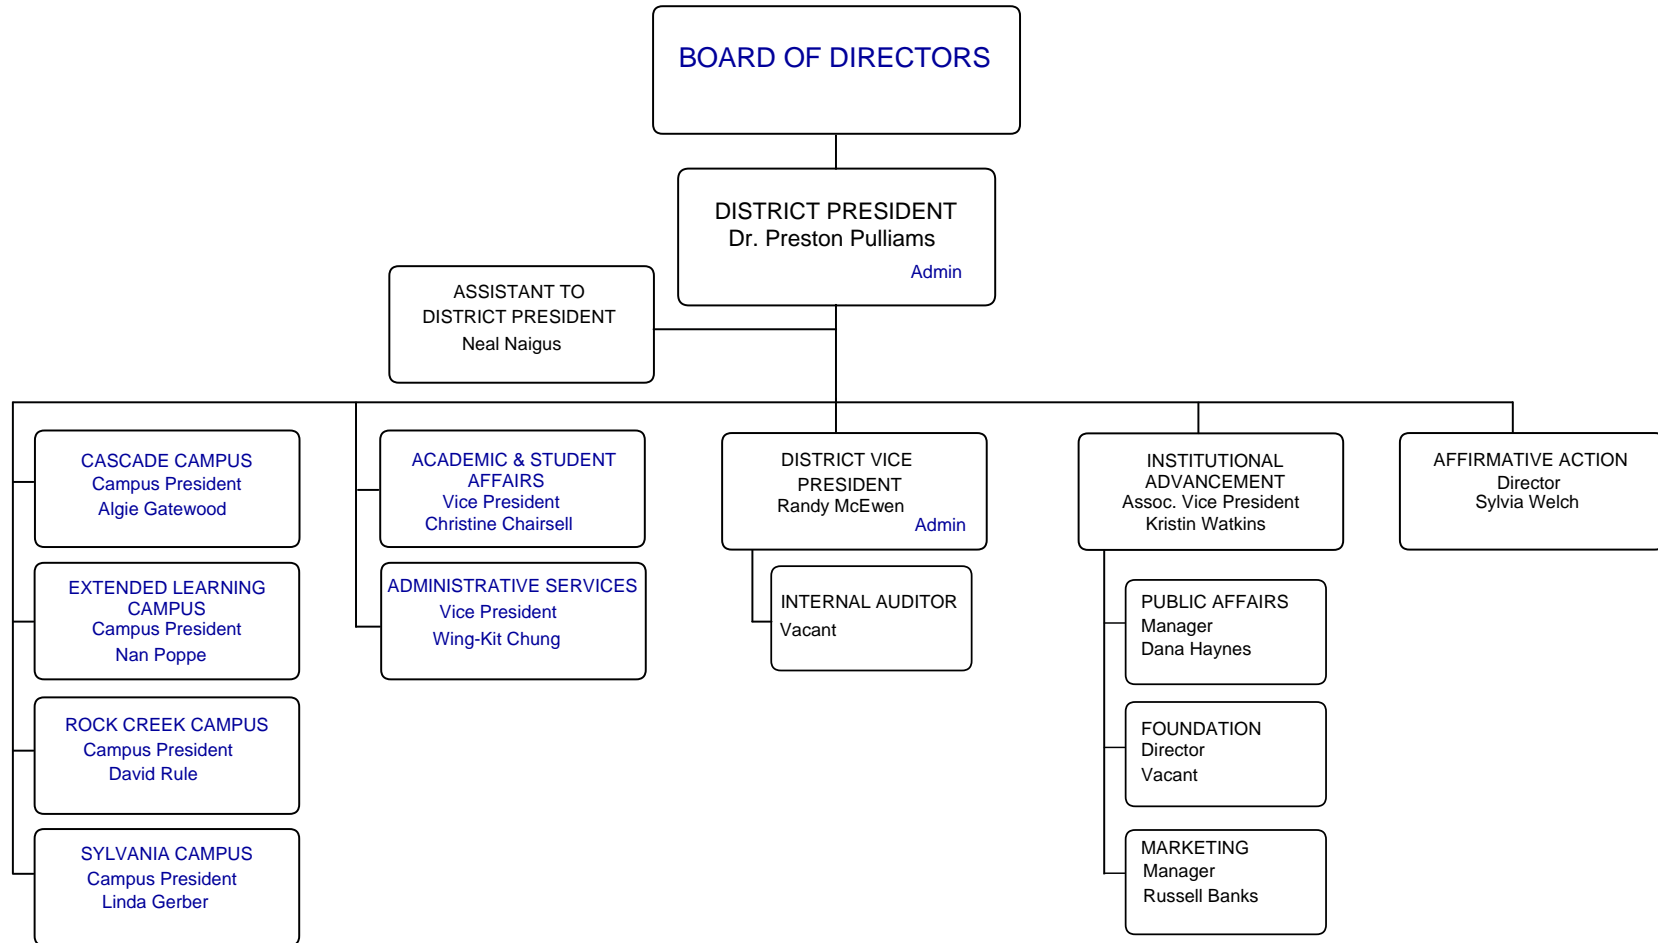 BOARD OF DIRECTORS
DISTRICT PRESIDENT
Dr. Preston Pulliams
Admin
ASSISTANT TO
DISTRICT PRESIDENT
Neal Naigus
CASCADE CAMPUS
Campus President
Algie Gatewood
EXTENDED LEARNING
CAMPUS
Campus President
Nan Poppe
ROCK CREEK CAMPUS
Campus President
David Rule
SYLVANIA CAMPUS
Campus President
Linda Gerber
ACADEMIC & STUDENT
AFFAIRS
Vice President
Christine Chairsell
ADMINISTRATIVE SERVICES
Vice President
Wing-Kit Chung
DISTRICT VICE
PRESIDENT
Randy McEwen
Admin
INTERNAL AUDITOR
Vacant
INSTITUTIONAL
ADVANCEMENT
Assoc. Vice President
Kristin Watkins
PUBLIC AFFAIRS
Manager
Dana Haynes
FOUNDATION
Director
Vacant
MARKETING
Manager
Russell Banks
AFFIRMATIVE ACTION
Director
Sylvia Welch